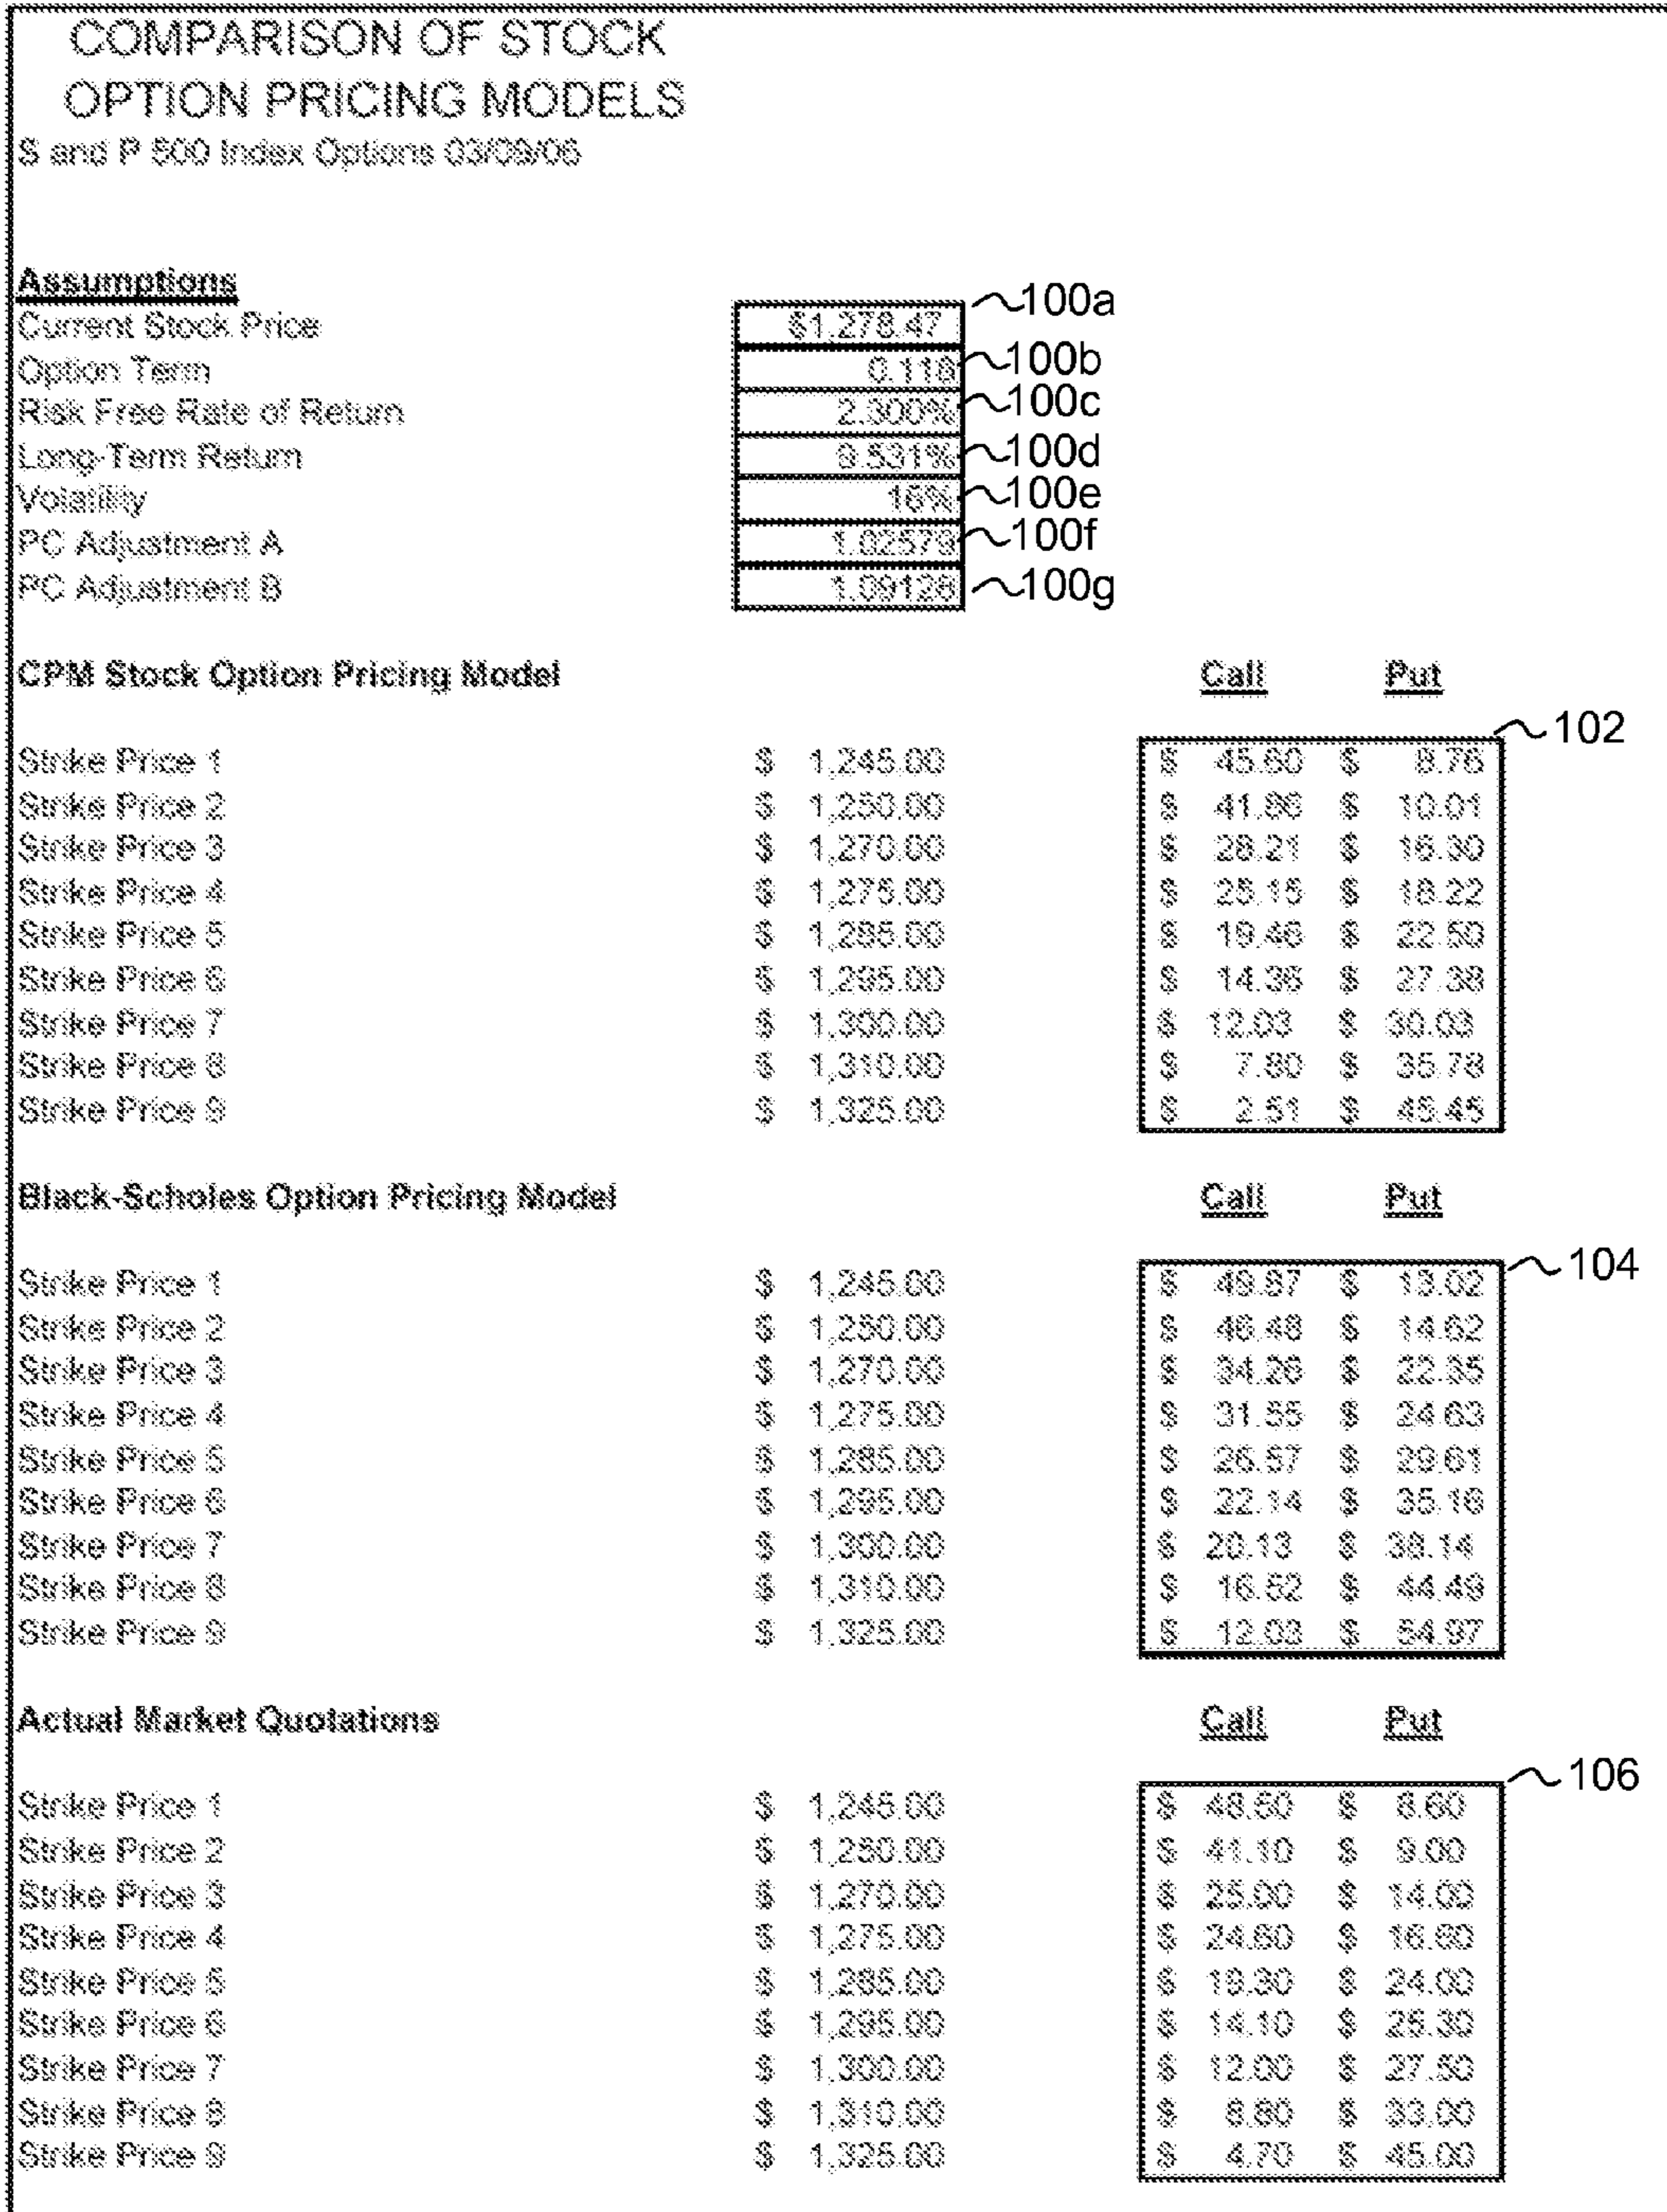 COMPARISON OF STOCK
OPTION PRICING MODELS
S and P 500 Index Options 03/09/06
Assumptions
Current Stock Price $1,278.47 100a
Option Term 0.118 100b
Risk Free Rate of Return 2.300% 100c
Long-Term Return 9.531% 100d
Volatility 16% 100e
PC Adjustment A 1.02579 100f
PC Adjustment B 1.09126 100g
CPM Stock Option Pricing Model Call Put
102
Strike Price 1 $ 1,245.00 $ 45.60 $ 8.76
Strike Price 2 $ 1,250.00 $ 41.86 $ 10.01
Strike Price 3 $ 1,270.00 $ 28.21 $ 16.30
Strike Price 4 $ 1,275.00 $ 25.15 $ 18.22
Strike Price 5 $ 1,285.00 $ 19.46 $ 22.50
Strike Price 6 $ 1,295.00 $ 14.36 $ 27.38
Strike Price 7 $ 1,300.00 $ 12.03 $ 30.03
Strike Price 8 $ 1,310.00 $ 7.80 $ 35.78
Strike Price 9 $ 1,325.00 $ 2.51 $ 45.45
Black-Scholes Option Pricing Model Call Put
104
Strike Price 1 $ 1,245.00 $ 49.87 $ 13.02
Strike Price 2 $ 1,250.00 $ 46.48 $ 14.62
Strike Price 3 $ 1,270.00 $ 34.26 $ 22.35
Strike Price 4 $ 1,275.00 $ 31.55 $ 24.63
Strike Price 5 $ 1,285.00 $ 26.57 $ 29.61
Strike Price 6 $ 1,295.00 $ 22.14 $ 35.16
Strike Price 7 $ 1,300.00 $ 20.13 $ 38.14
Strike Price 8 $ 1,310.00 $ 16.52 $ 44.49
Strike Price 9 $ 1,325.00 $ 12.03 $ 54.97
Actual Market Quotations Call Put
106
Strike Price 1 $ 1,245.00 $ 48.50 $ 8.60
Strike Price 2 $ 1,250.00 $ 41.10 $ 9.00
Strike Price 3 $ 1,270.00 $ 25.00 $ 14.00
Strike Price 4 $ 1,275.00 $ 24.60 $ 16.60
Strike Price 5 $ 1,285.00 $ 19.30 $ 24.00
Strike Price 6 $ 1,295.00 $ 14.10 $ 25.30
Strike Price 7 $ 1,300.00 $ 12.00 $ 27.50
Strike Price 8 $ 1,310.00 $ 8.80 $ 33.00
Strike Price 9 $ 1,325.00 $ 4.70 $ 45.00